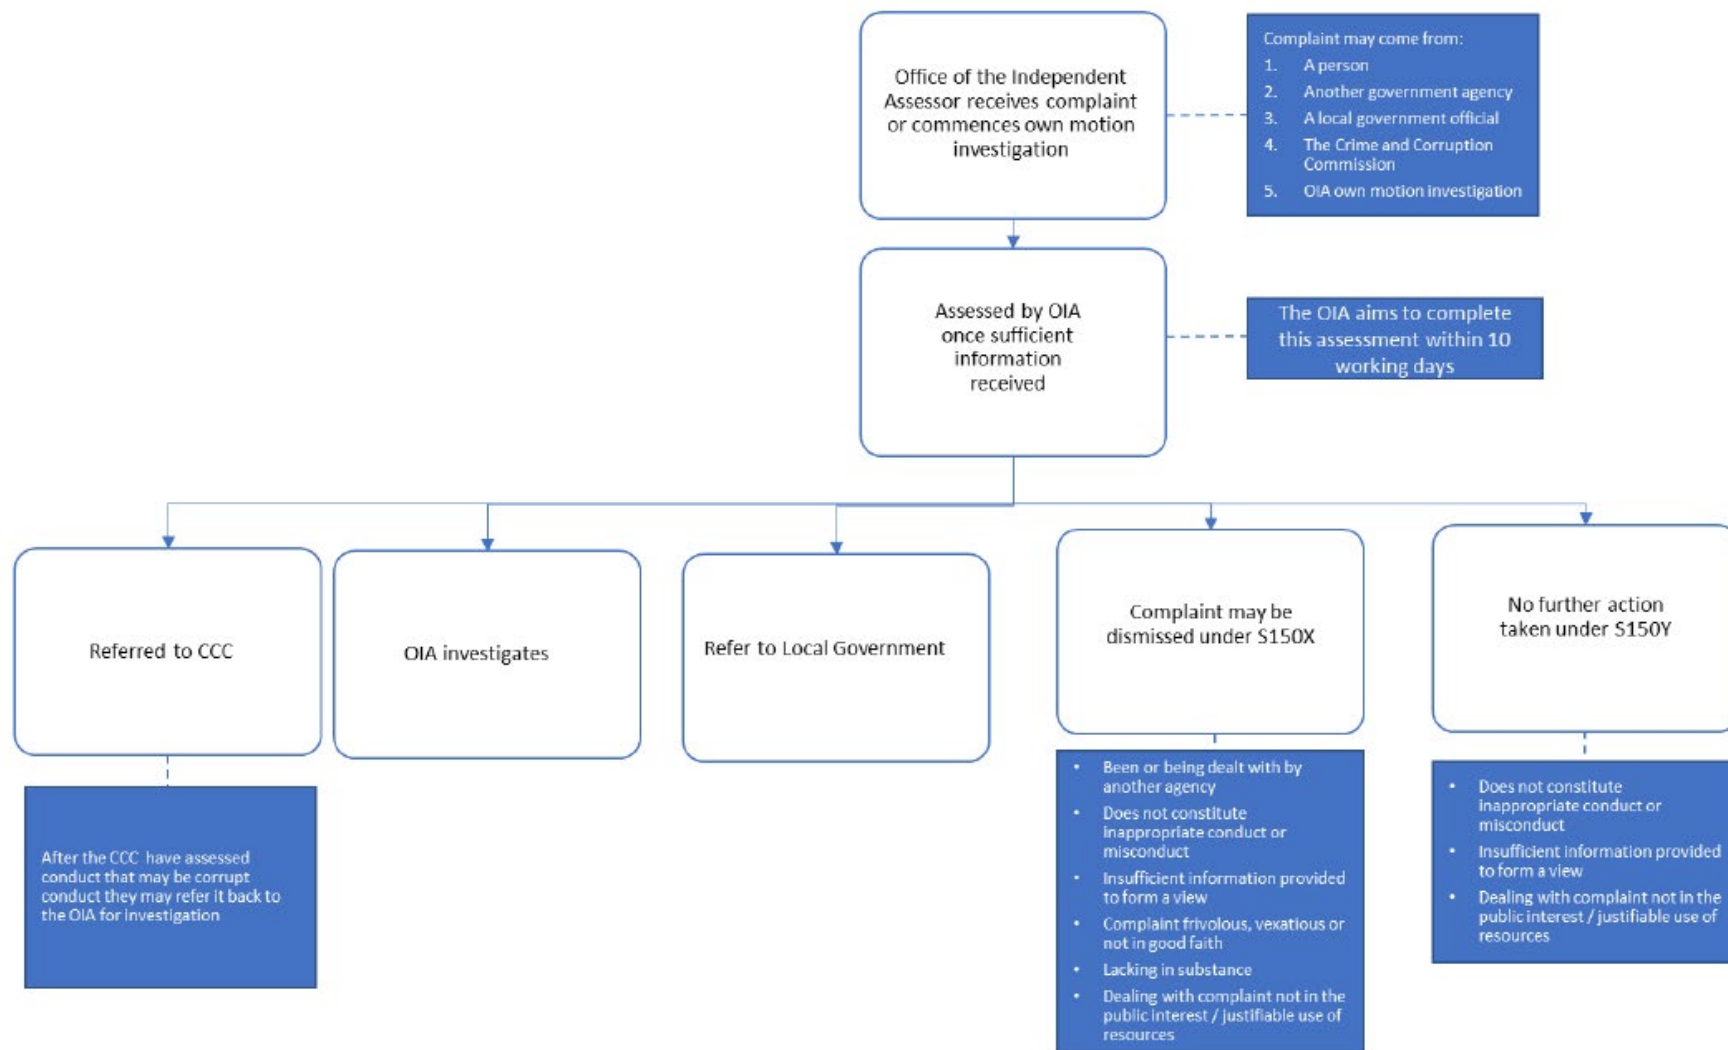 Office of the Independent
Assessor receives complaint
or commences own motion
investigation
Complaint may come from:
1. A person
2. Another government agency
3. A local government official
4. The Crime and Corruption
Commission
5. OIA own motion investigation
Assessed by OIA
once sufficient
information
received
The OIA aims to complete
this assessment within 10
working days
Referred to CCC
OIA investigates
Refer to Local Government
Complaint may be
dismissed under S150X
No further action
taken under S150Y
After the CCC have assessed
conduct that may be corrupt
conduct they may refer it back to
the OIA for investigation
• Been or being dealt with by
another agency
• Does not constitute
inappropriate conduct or
misconduct
• Insufficient information provided
to form a view
• Complaint frivolous, vexatious or
not in good faith
• Lacking in substance
• Dealing with complaint not in the
public interest / justifiable use of
resources
• Does not constitute
inappropriate conduct or
misconduct
• Insufficient information provided
to form a view
• Dealing with complaint not in the
public interest / justifiable use of
resources